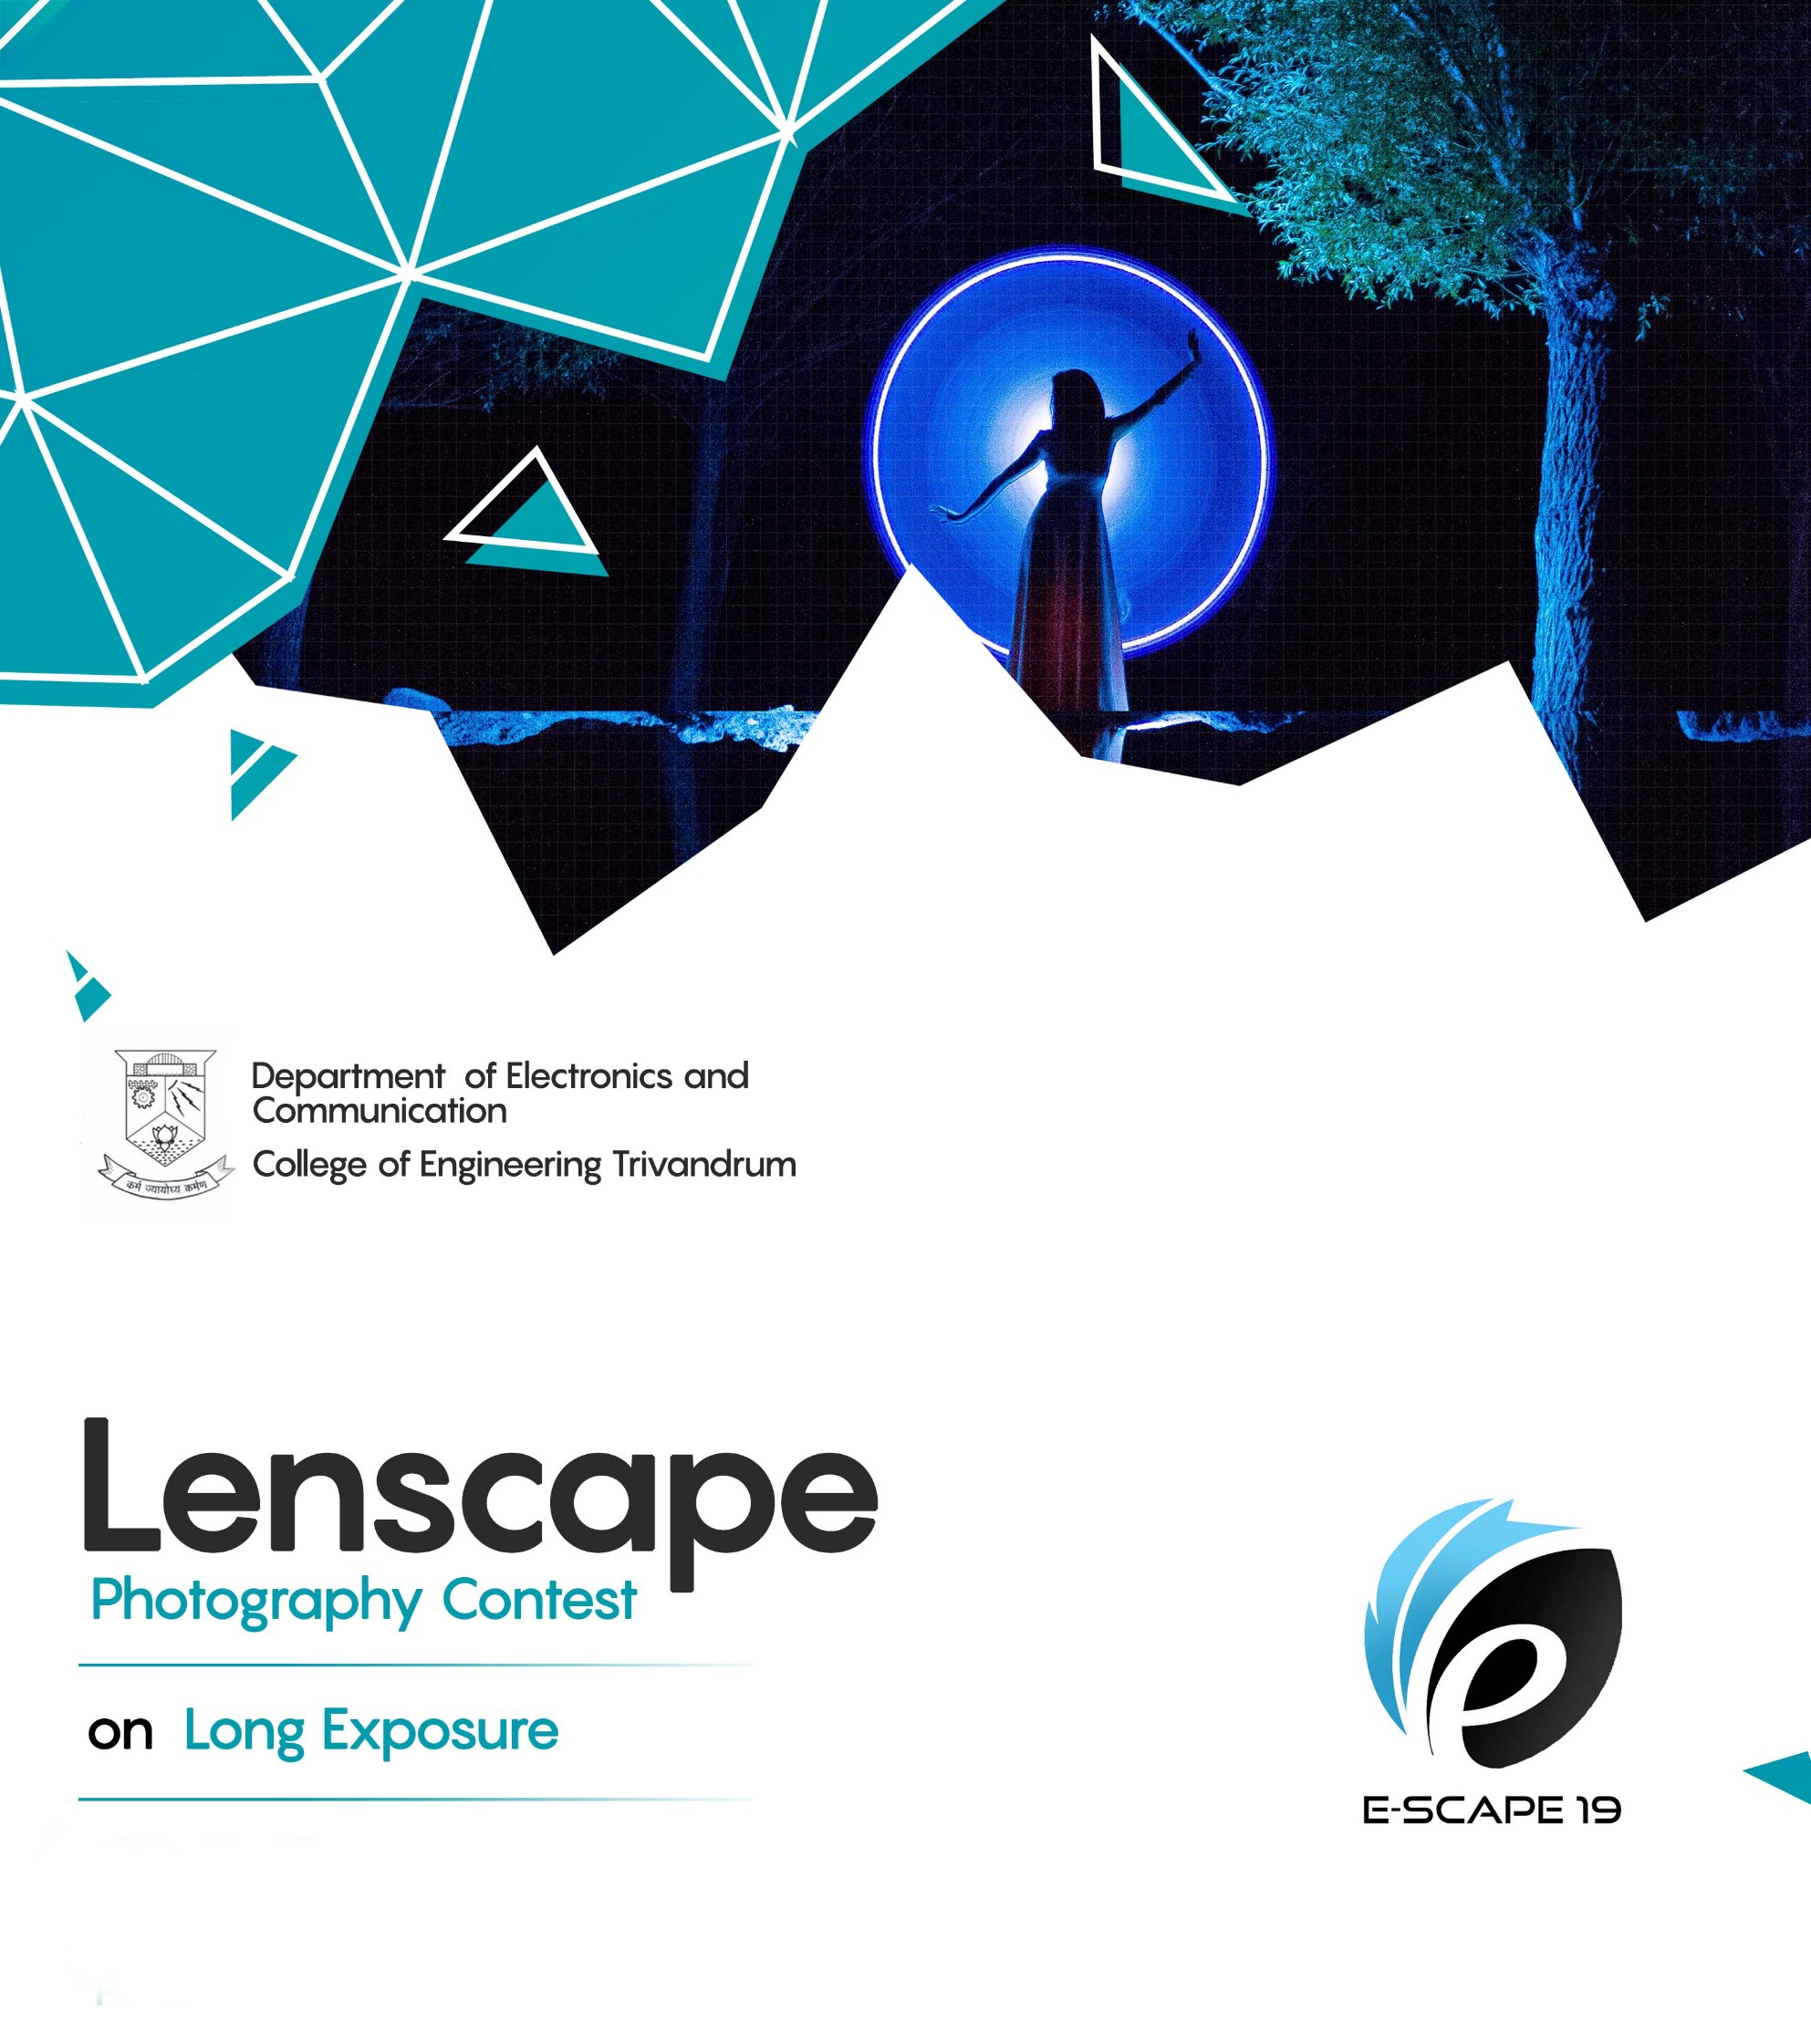 Department of Electronics and
Communication
College of Engineering Trivandrum
कर्म ज्यायोध्य कर्मण
Lenscape
Photography Contest
on Long Exposure
E-SCAPE 19